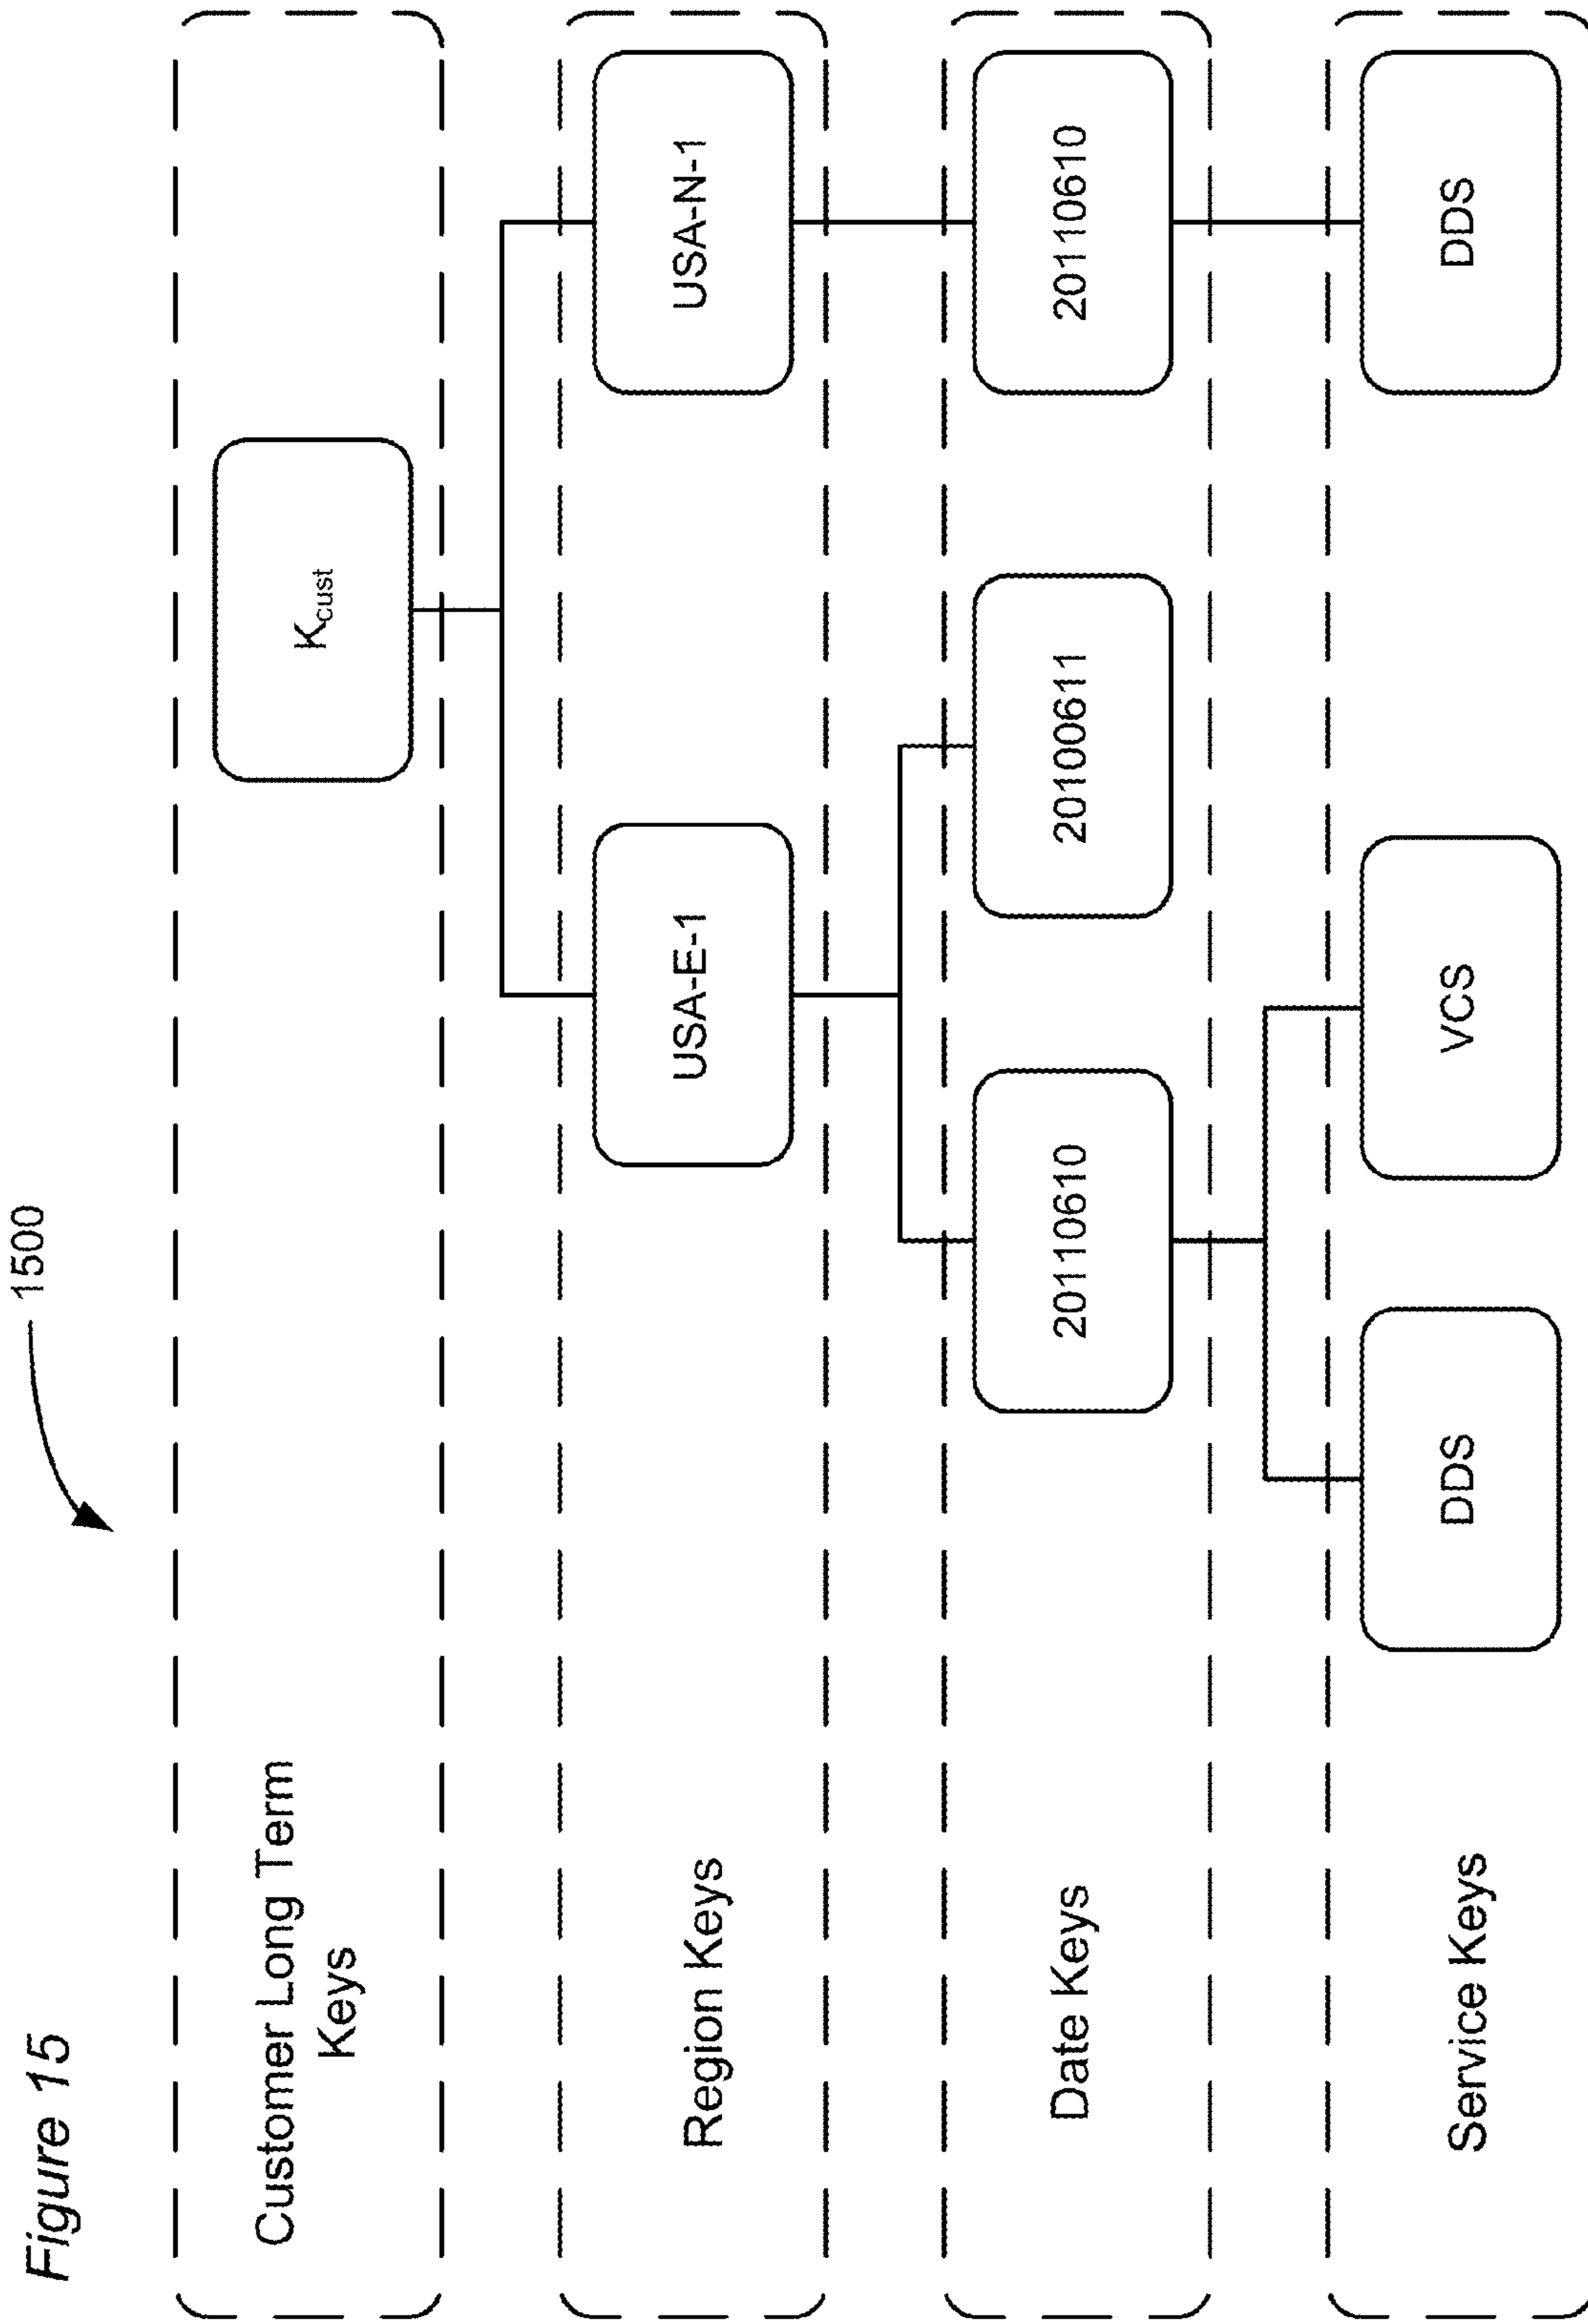 Figure 15
1500
Customer Long Term
Keys
Kcust
Region Keys
USA-E-1
USA-N-1
Date Keys
20110610
20100611
20110610
Service Keys
DDS
VCS
DDS